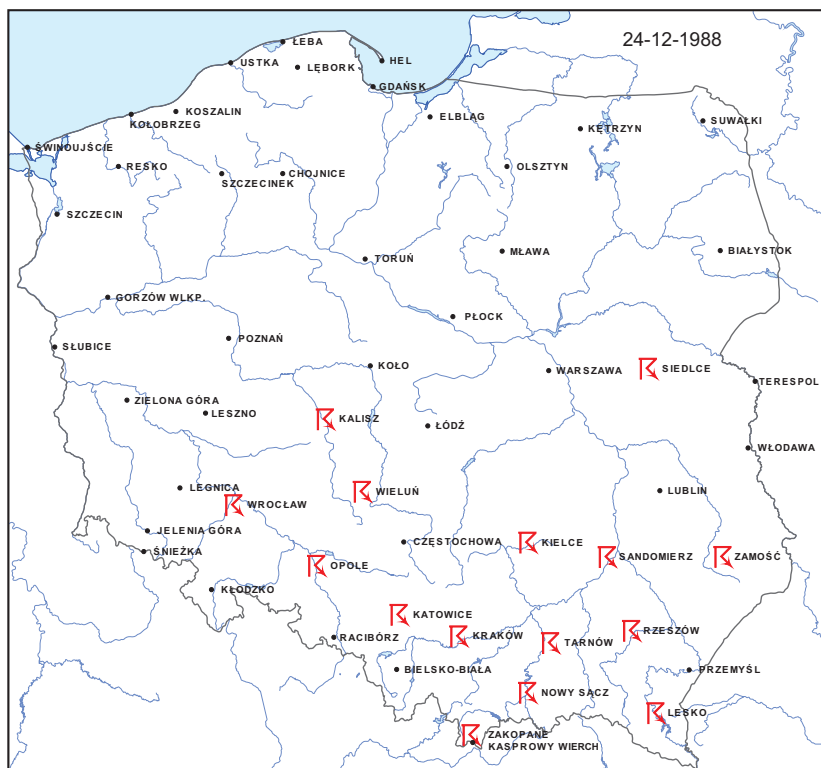 24-12-1988
ŁEBA
USTKA
LĘBORK
HEL
GDAŃSK
KOSZALIN
KOŁOBRZEG
ELBLĄG
SUWAŁKI
KĘTRZYN
ŚWINOUJŚCIE
RESKO
SZCZECINEK
CHOJNICE
OLSZTYN
SZCZECIN
TORUŃ
MŁAWA
BIAŁYSTOK
GORZÓW WLKP.
PŁOCK
SŁUBICE
POZNAŃ
KOŁO
WARSZAWA
SIEDLCE
TERESPOL
ZIELONA GÓRA
LESZNO
KALISZ
ŁÓDŹ
WŁODAWA
LEGNICA
WROCŁAW
WIELUŃ
LUBLIN
JELENIA GÓRA
ŚNIEŻKA
CZĘSTOCHOWA
KIELCE
SANDOMIERZ
ZAMOŚĆ
OPOLE
KŁODZKO
KATOWICE
RACIBÓRZ
KRAKÓW
TARNÓW
RZESZÓW
BIELSKO-BIAŁA
PRZEMYŚL
NOWY SĄCZ
LESKO
ZAKOPANE
KASPROWY WIERCH